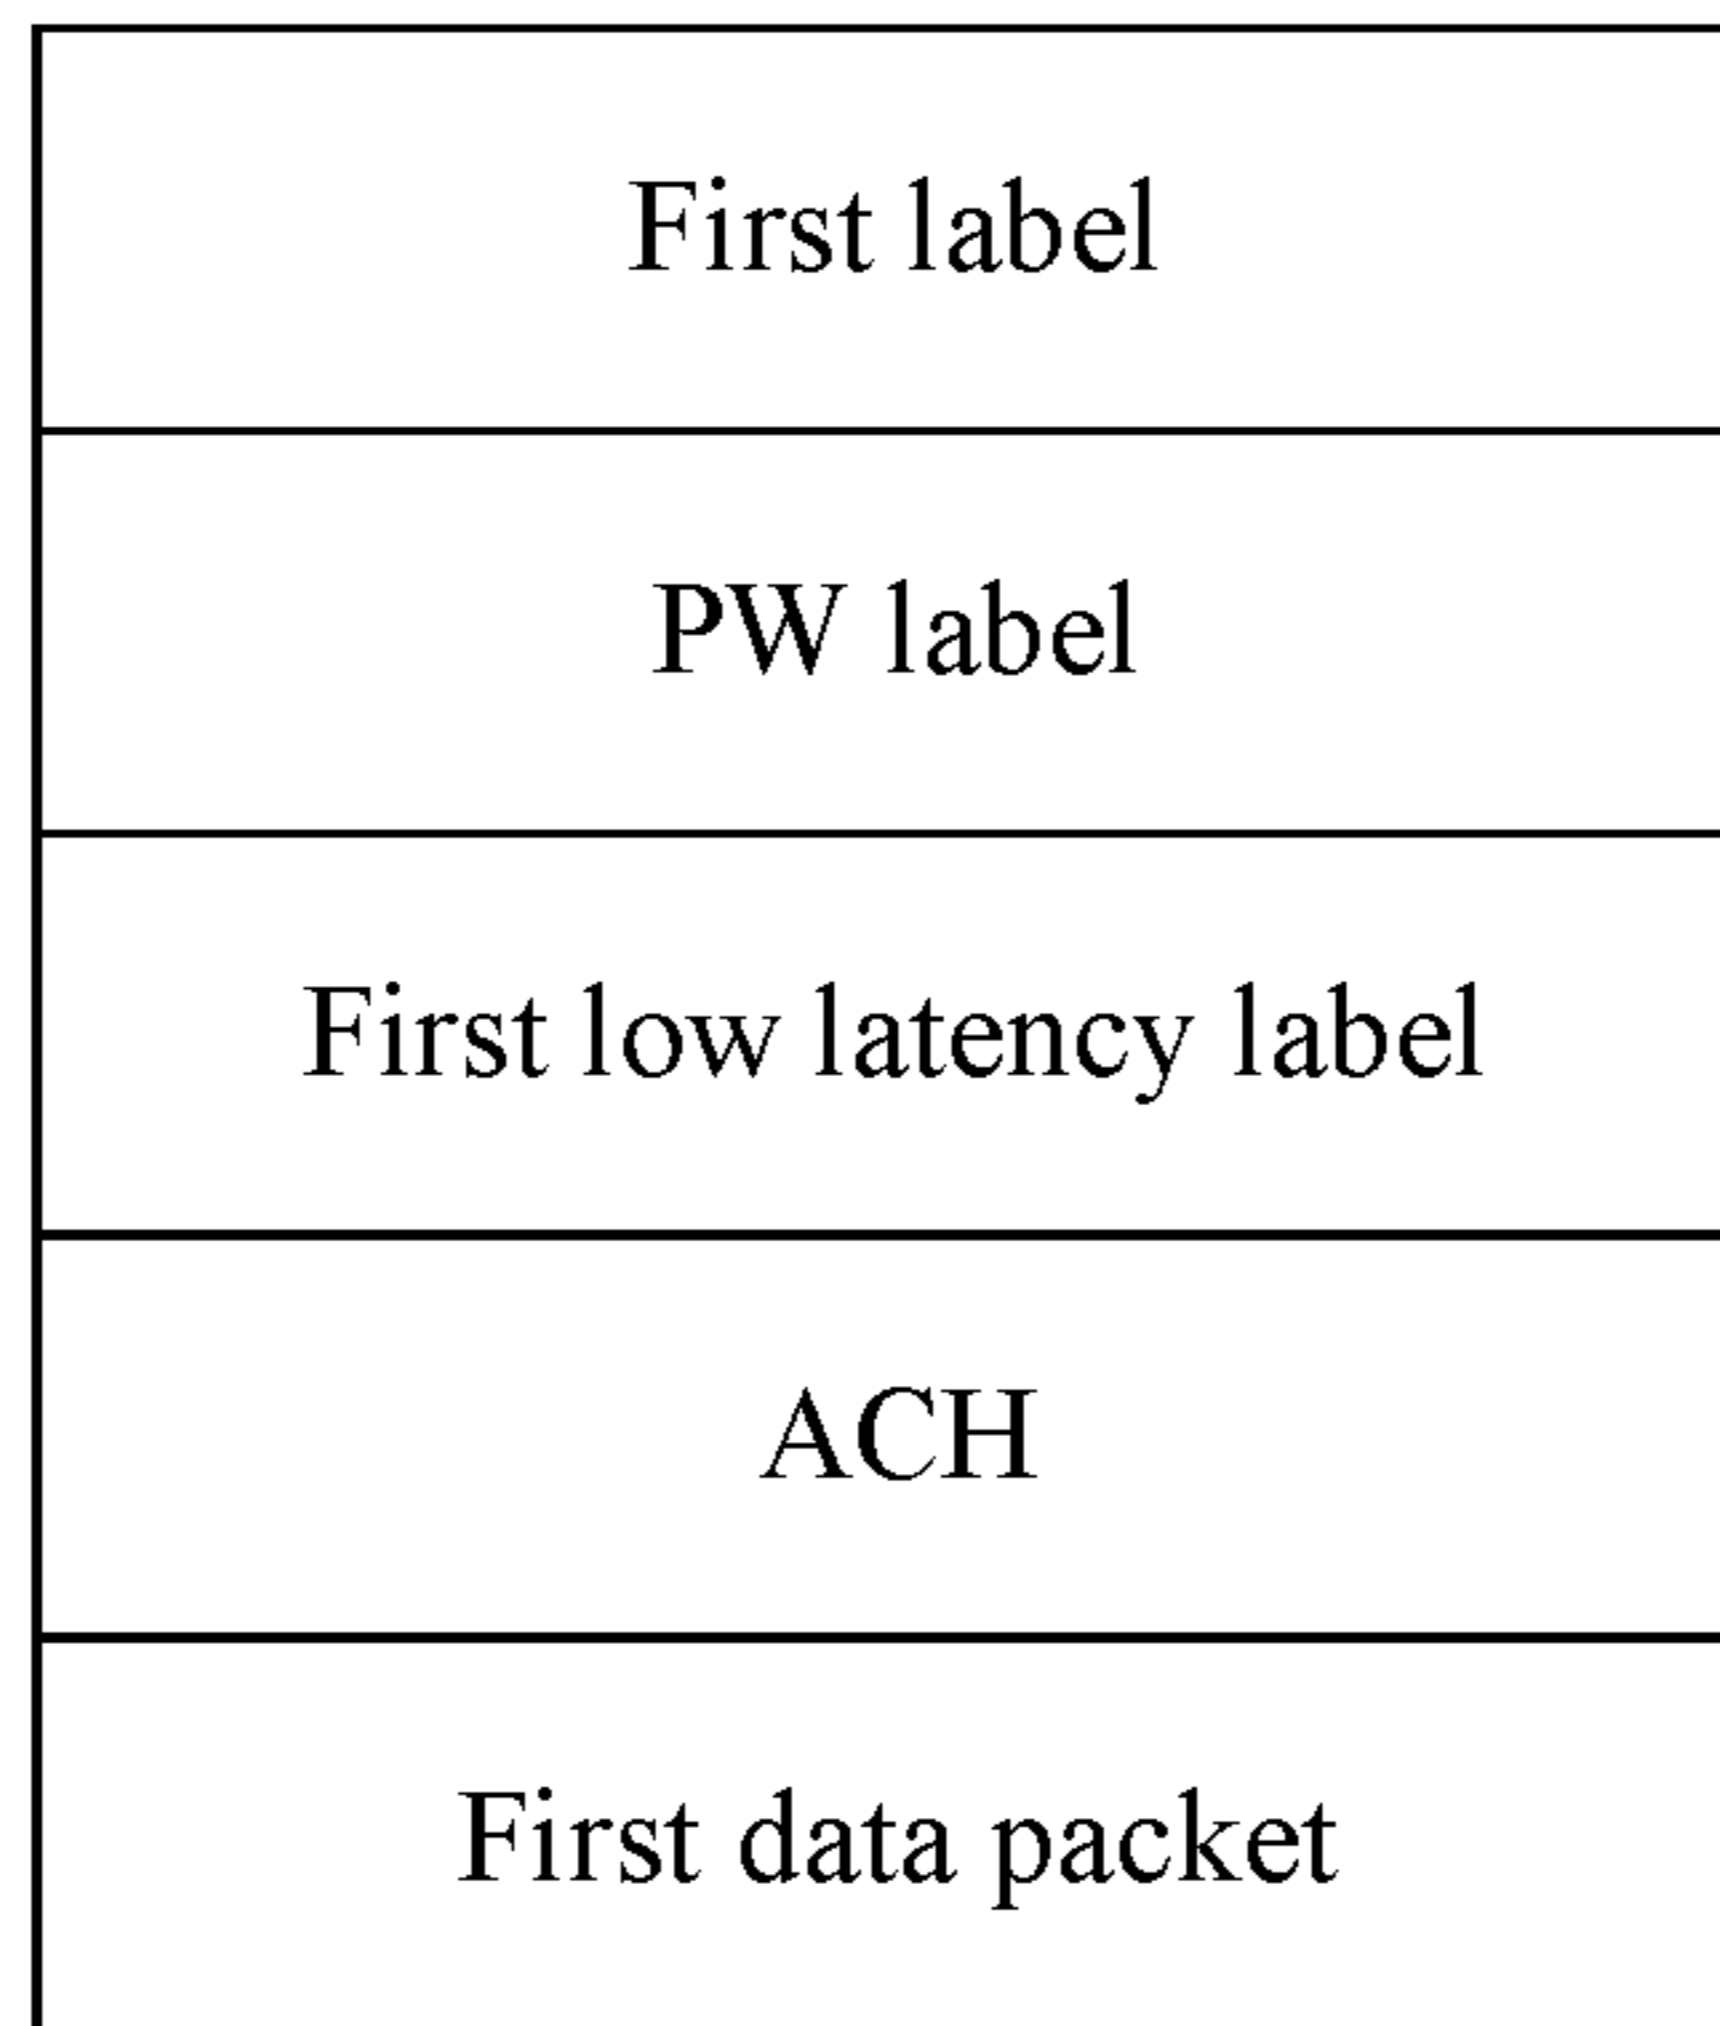 First label
PW label
First low latency label
ACH
First data packet